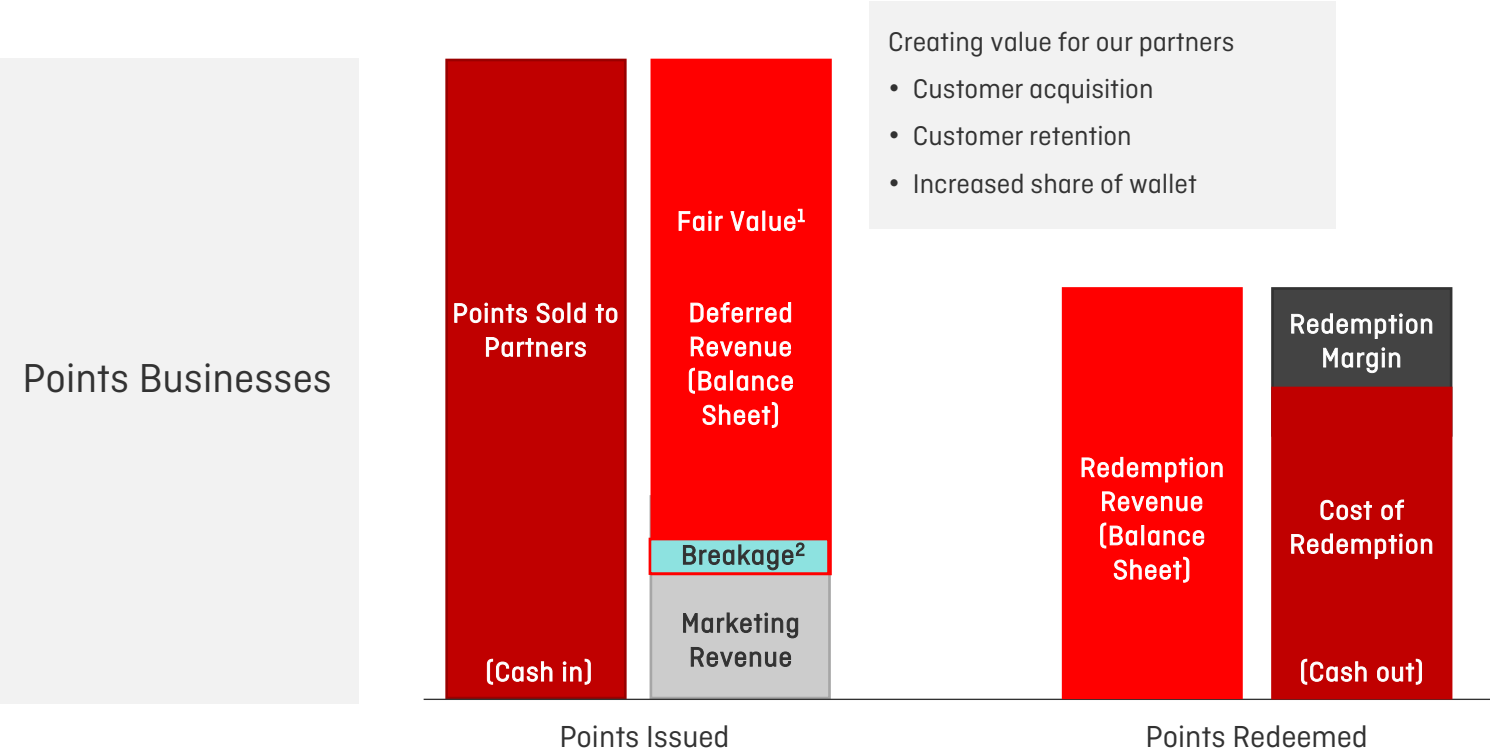 Creating value for our partners
• Customer acquisition
• Customer retention
• Increased share of wallet
Points Businesses
Points Sold to
Partners
(Cash in)
Fair Value¹
Deferred
Revenue
(Balance
Sheet)
Breakage²
Marketing
Revenue
Redemption
Revenue
(Balance
Sheet)
Redemption
Margin
Cost of
Redemption
(Cash out)
Points Issued
Points Redeemed